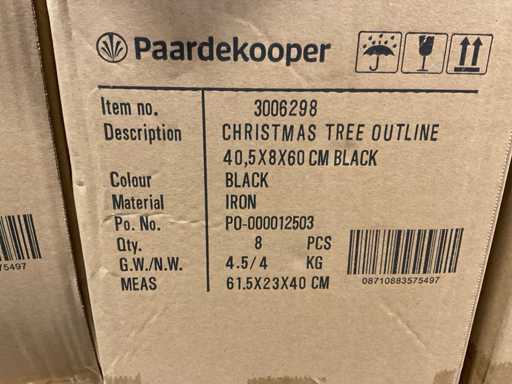 Paardekooper
Item no. 3006298
Description CHRISTMAS TREE OUTLINE
40,5X8X60 CM BLACK
Colour BLACK
Material IRON
Po. No. PO-000012503
Qty. 8 PCS
G.W./N.W. 4.5/4 KG
MEAS 61.5X23X40 CM
08710883575497
575497